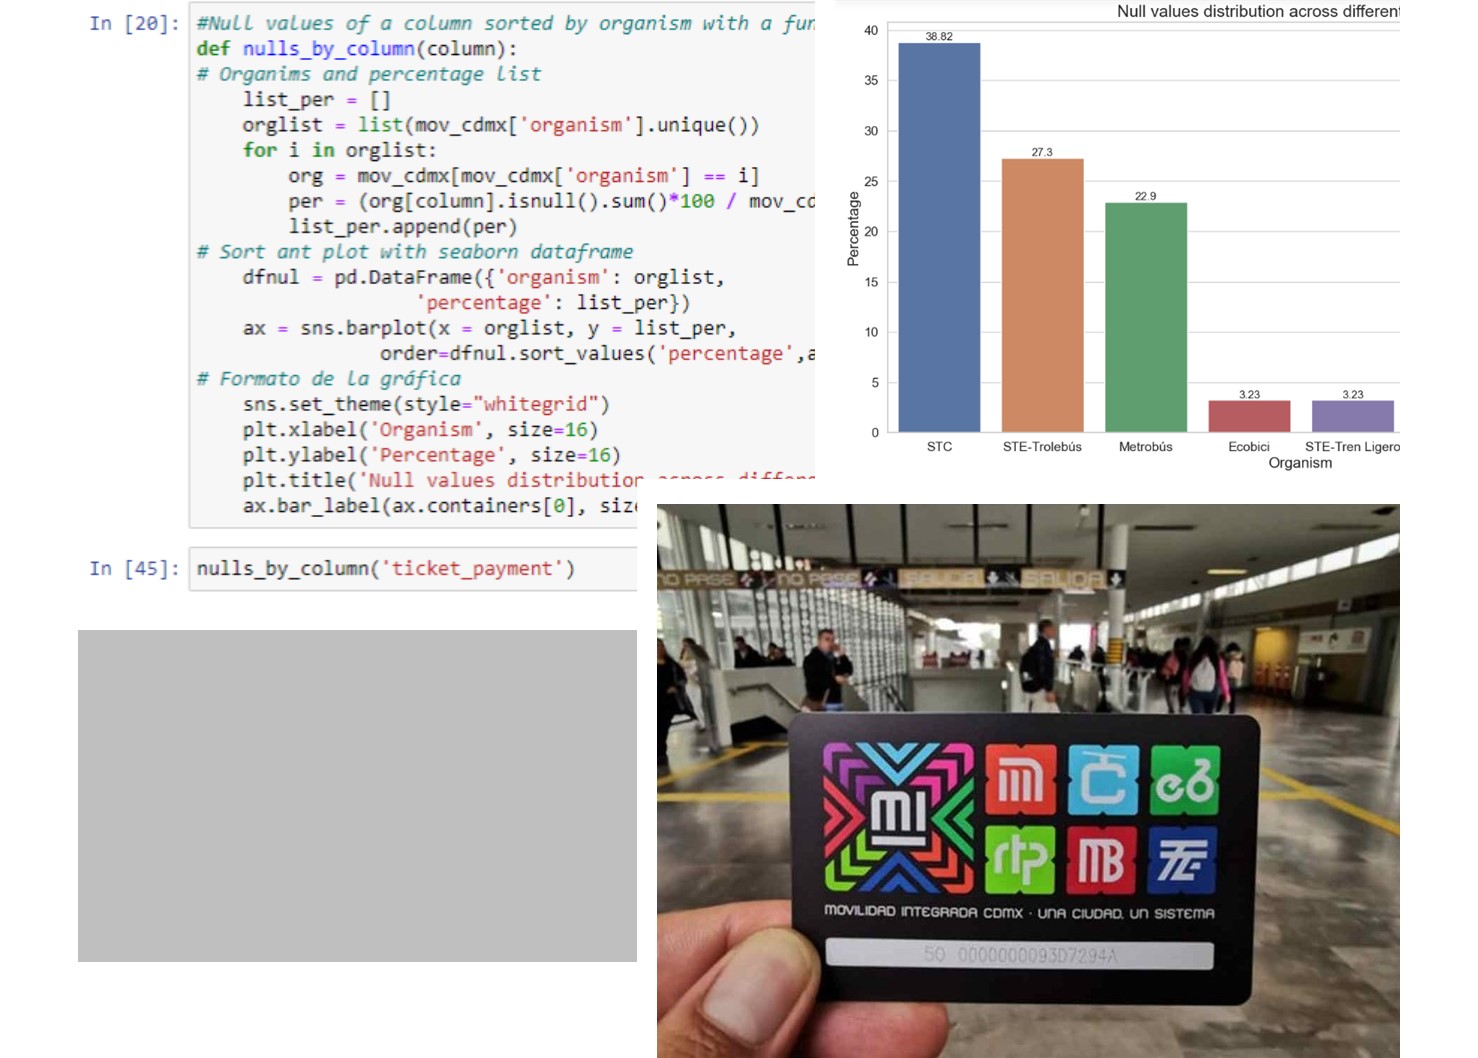 In [20]:
#Null values of a column sorted by organism with a fun
def nulls_by_column(column):
# Organims and percentage list
    list_per = []
    orglist = list(mov_cdmx['organism'].unique())
    for i in orglist:
        org = mov_cdmx[mov_cdmx['organism'] == i]
        per = (org[column].isnull().sum()*100 / mov_cd
        list_per.append(per)
# Sort ant plot with seaborn dataframe
    dfnul = pd.DataFrame({'organism': orglist,
                   'percentage': list_per})
    ax = sns.barplot(x = orglist, y = list_per,
                order=dfnul.sort_values('percentage',a
# Formato de la gráfica
    sns.set_theme(style="whitegrid")
    plt.xlabel('Organism', size=16)
    plt.ylabel('Percentage', size=16)
    plt.title('Null values distribution across differe
    ax.bar_label(ax.containers[0], size
In [45]:
nulls_by_column('ticket_payment')
Null values distribution across different
40
35
30
25
20
15
10
5
0
Percentage
38.82
27.3
22.9
3.23
3.23
STC
STE-Trolebús
Metrobús
Ecobici
STE-Tren Ligero
Organism
NO PASE
NO PASE
SALIDA
SALIDA
MI
rtp
MB
MOVILIDAD INTEGRADA CDMX · UNA CIUDAD, UN SISTEMA
50 0000000093D7294A